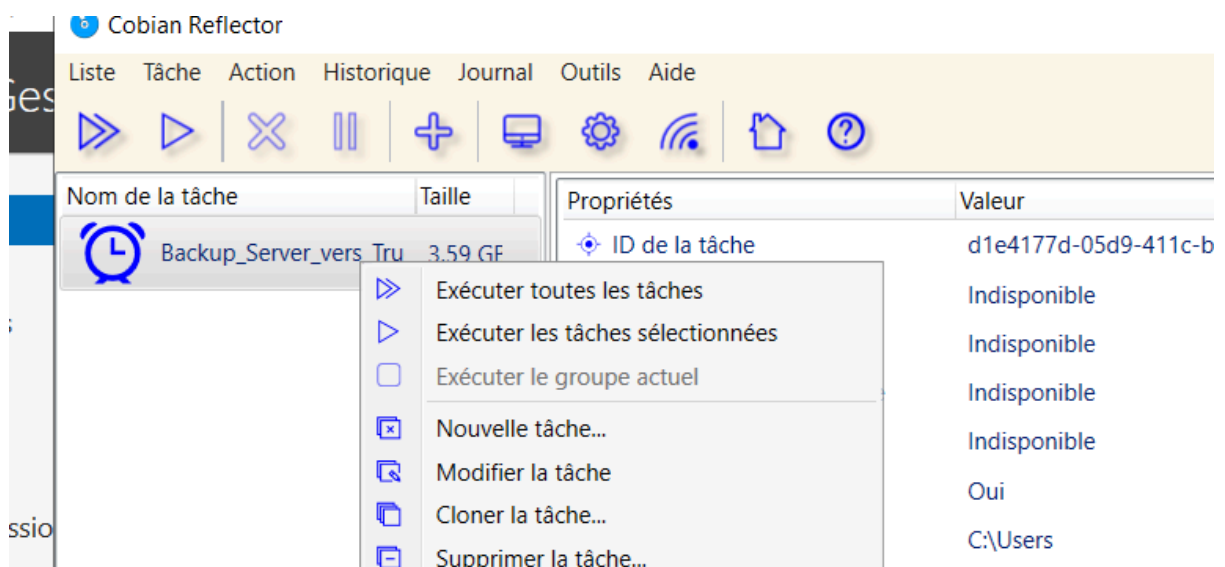 Cobian Reflector
Liste Tâche Action Historique Journal Outils Aide
Ges
Nom de la tâche Taille
Propriétés Valeur
Backup_Server_vers_Tru 3.59 GE
ID de la tâche d1e4177d-05d9-411c-b
Exécuter toutes les tâches
Indisponible
Exécuter les tâches sélectionnées
Indisponible
Exécuter le groupe actuel
Indisponible
Nouvelle tâche...
Indisponible
Modifier la tâche
Oui
Cloner la tâche...
ssio
C:\Users
Supprimer la tâche...